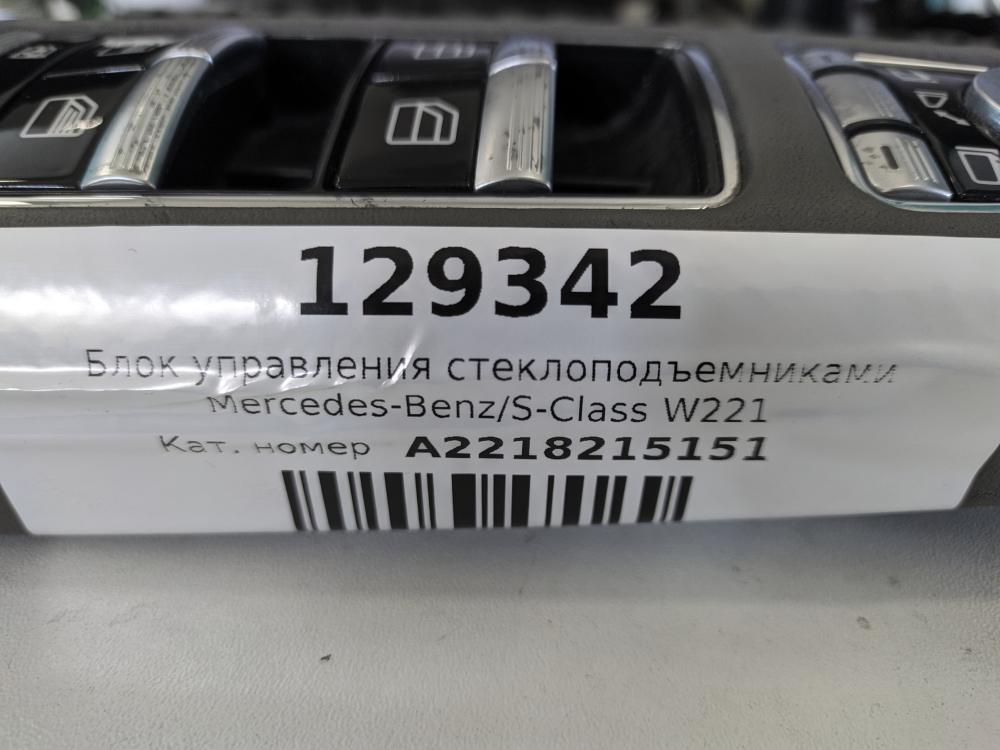 129342
Блок управления стеклоподъемниками
Mercedes-Benz/S-Class W221
Кат. номер A2218215151